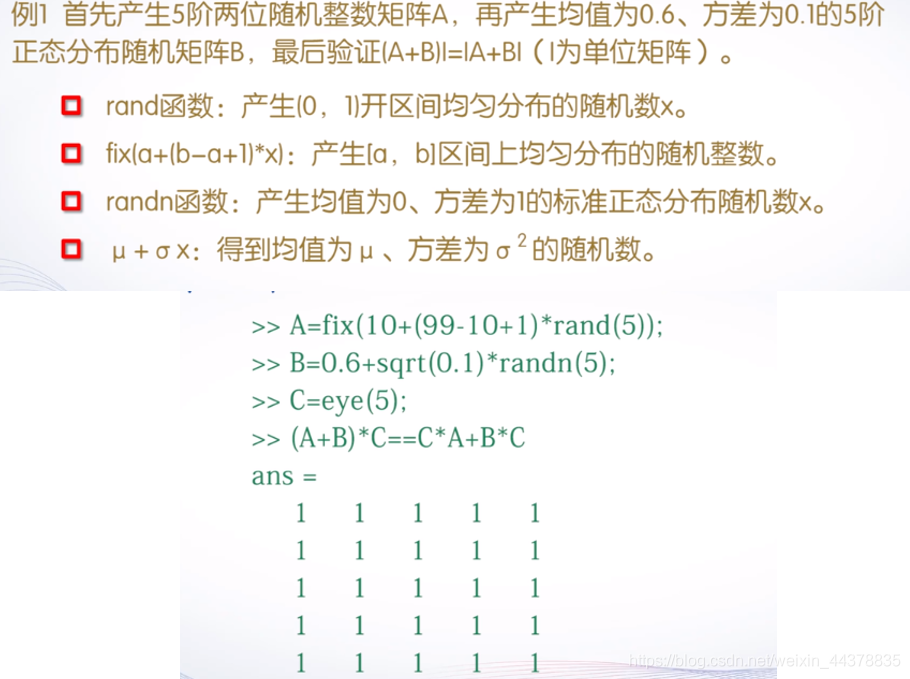 例1 首先产生5阶两位随机整数矩阵A，再产生均值为0.6、方差为0.1的5阶
正态分布随机矩阵B，最后验证(A+B)I=IA+BI（I为单位矩阵）。
rand函数：产生(0，1)开区间均匀分布的随机数x。
fix(a+(b-a+1)*x)：产生[a，b]区间上均匀分布的随机整数。
randn函数：产生均值为0、方差为1的标准正态分布随机数x。
μ+σx：得到均值为μ、方差为σ²的随机数。
>> A=fix(10+(99-10+1)*rand(5));
>> B=0.6+sqrt(0.1)*randn(5);
>> C=eye(5);
>> (A+B)*C==C*A+B*C
ans =
1 1 1 1 1
1 1 1 1 1
1 1 1 1 1
1 1 1 1 1
1 1 1 1 1
https://blog.csdn.net/weixin_44378835